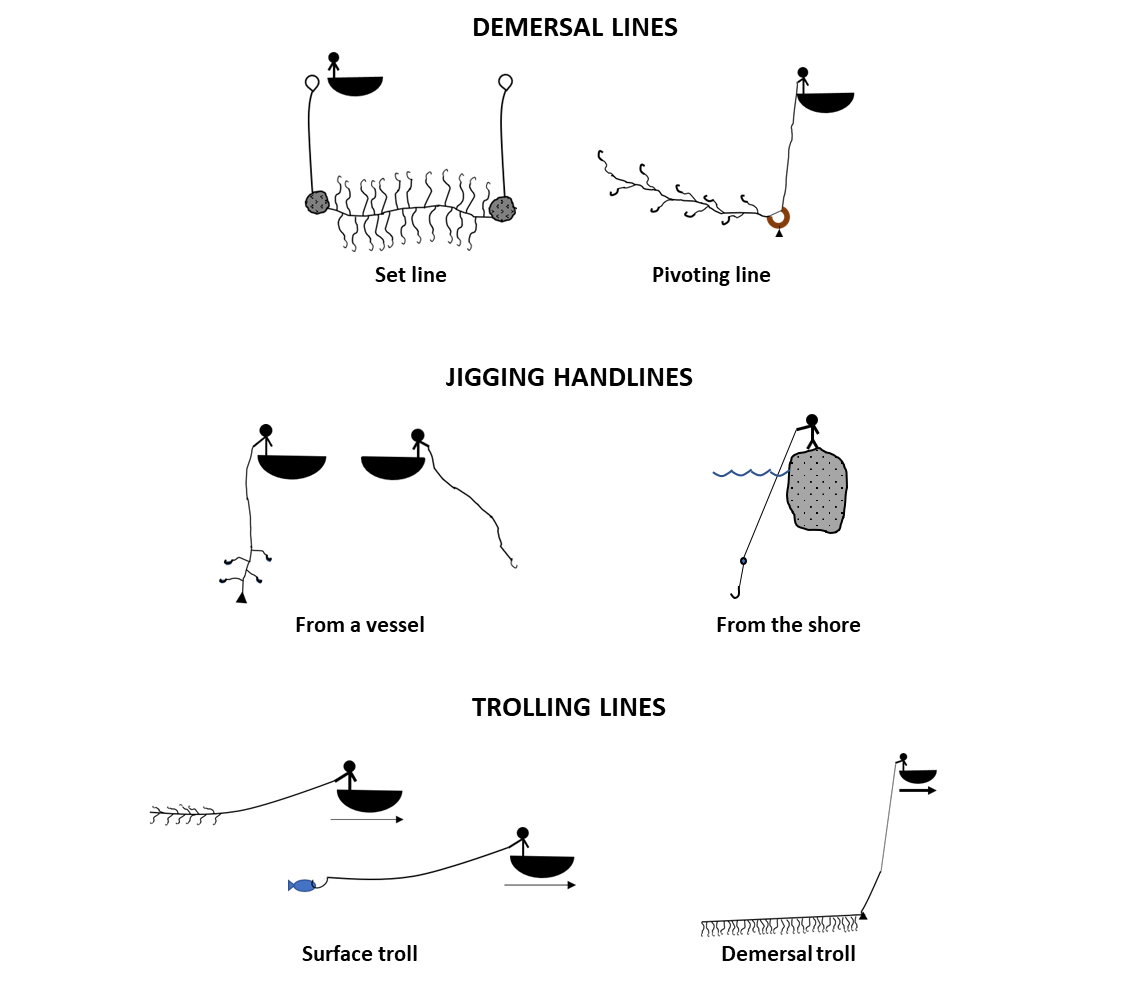 DEMERSAL LINES
Set line
Pivoting line
JIGGING HANDLINES
From a vessel
From the shore
TROLLING LINES
Surface troll
Demersal troll